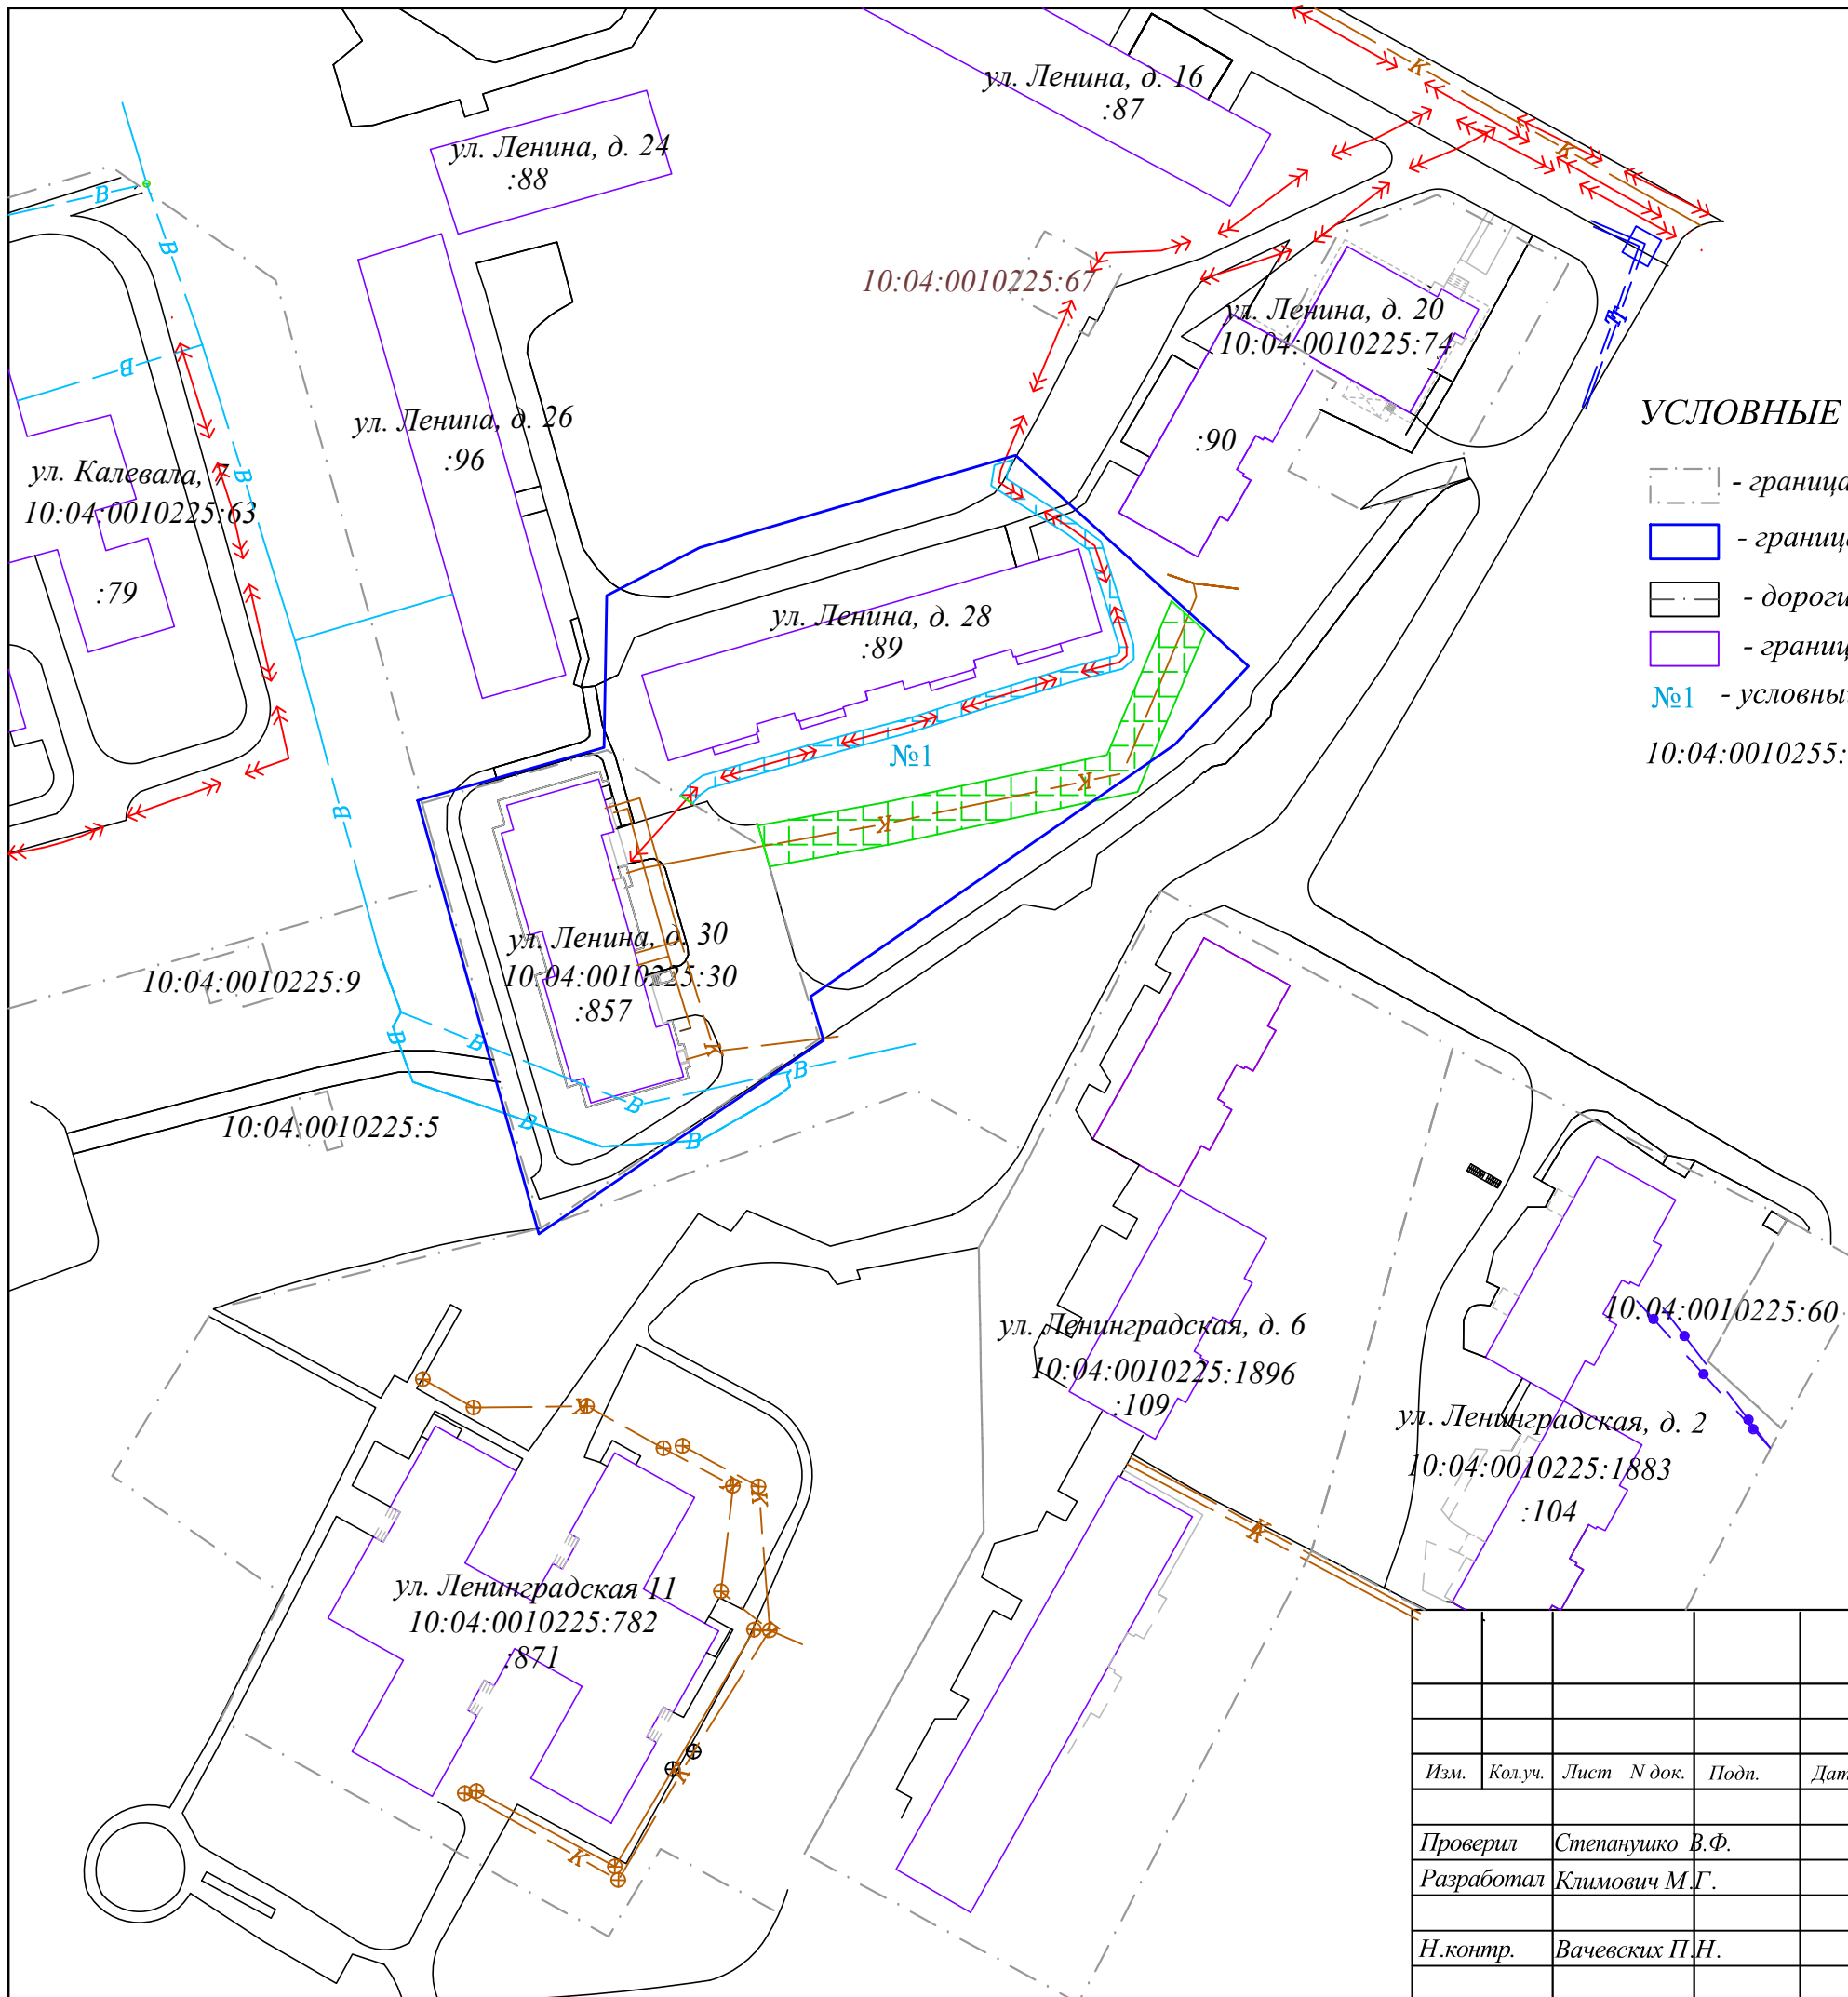 ул. Ленина, д. 16
:87
ул. Ленина, д. 24
:88
10:04:0010225:67
ул. Ленина, д. 20
10:04:0010225:74
:90
ул. Ленина, д. 26
:96
ул. Калевала, 7
10:04:0010225:63
:79
ул. Ленина, д. 28
:89
№1
УСЛОВНЫЕ
- граница
- граница
- дороги
- границ
№1 - условны
10:04:0010255:
ул. Ленина, д. 30
10:04:0010225:30
:857
10:04:0010225:9
10:04:0010225:5
ул. Ленинградская, д. 6
10:04:0010225:1896
:109
10:04:0010225:60
ул. Ленинградская, д. 2
10:04:0010225:1883
:104
ул. Ленинградская 11
10:04:0010225:782
:871
К
К
К
К
К
К
К
К
К
К
К
В
В
В
В
В
В
В
В
В
В
В
Изм. Кол.уч. Лист N док. Подп. Дат
Проверил Степанушко В.Ф.
Разработал Климович М.Г.
Н.контр. Вачевских П.Н.